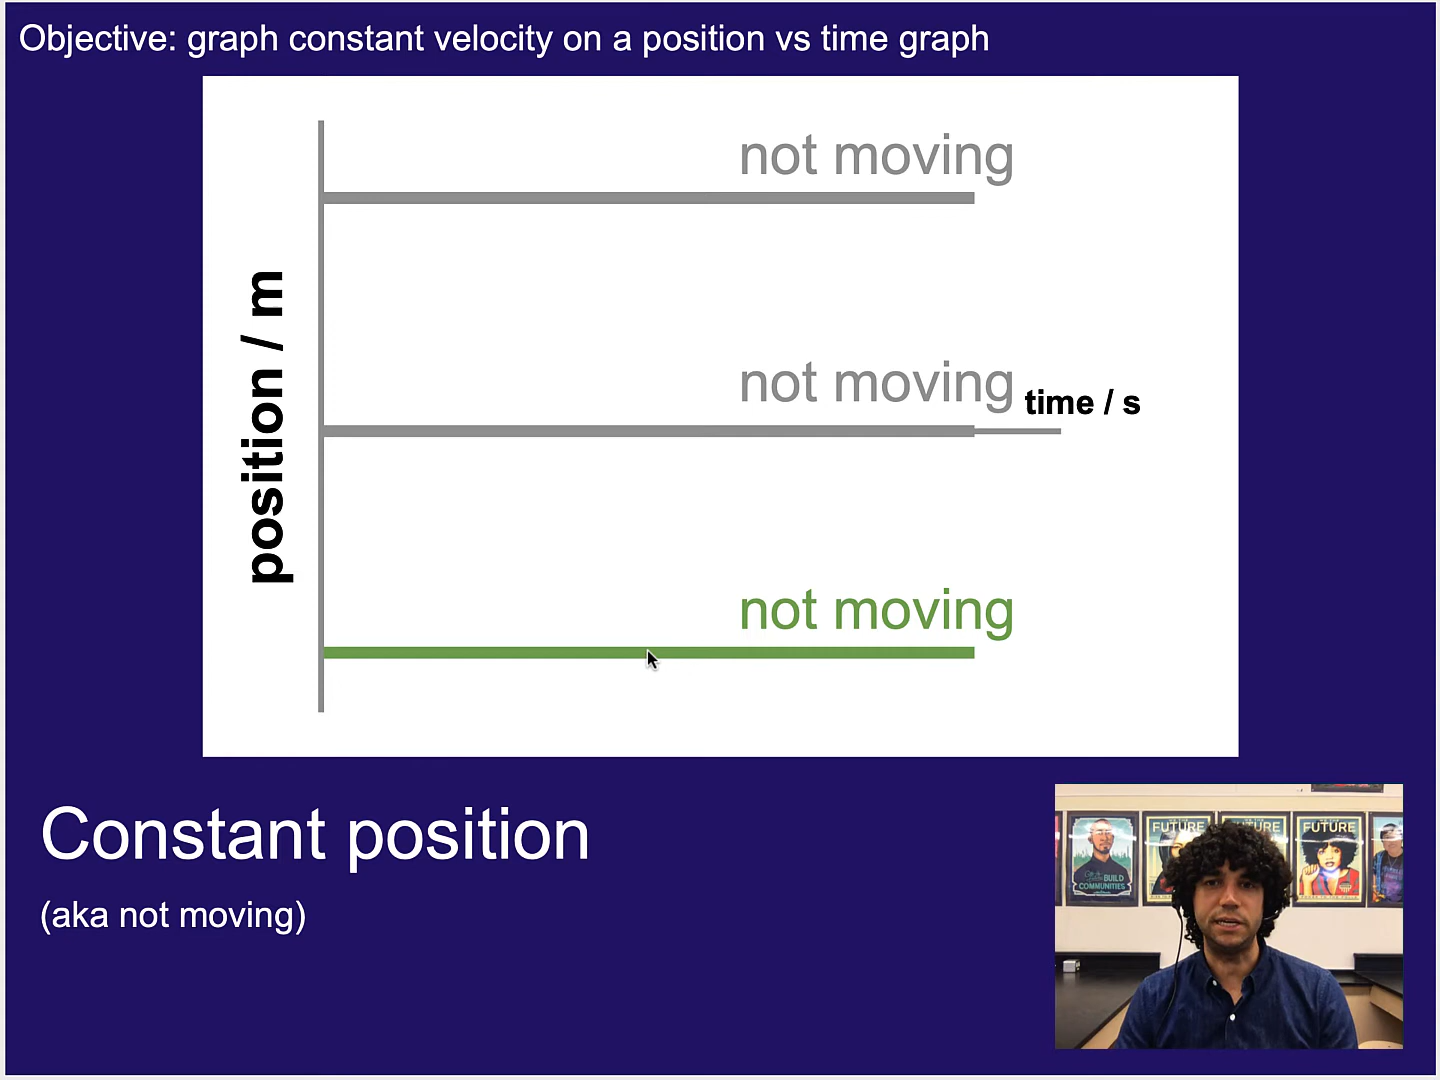 Objective: graph constant velocity on a position vs time graph
not moving
position / m
not moving
time / s
not moving
Constant position
(aka not moving)
BUILD
COMMUNITIES
FUTURE
FUTURE
FUTURE